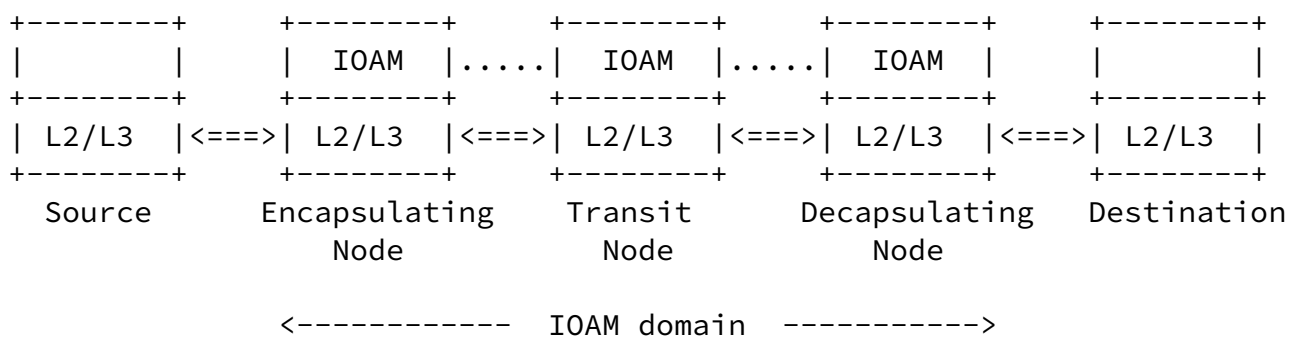 +--------+     +--------+     +--------+     +--------+     +--------+
|        |     |  IOAM  |.....|  IOAM  |.....|  IOAM  |     |        |
+--------+     +--------+     +--------+     +--------+     +--------+
| L2/L3  |<===>| L2/L3  |<===>| L2/L3  |<===>| L2/L3  |<===>| L2/L3  |
+--------+     +--------+     +--------+     +--------+     +--------+
  Source      Encapsulating    Transit      Decapsulating   Destination
                  Node           Node           Node

               <------------  IOAM domain  ----------->